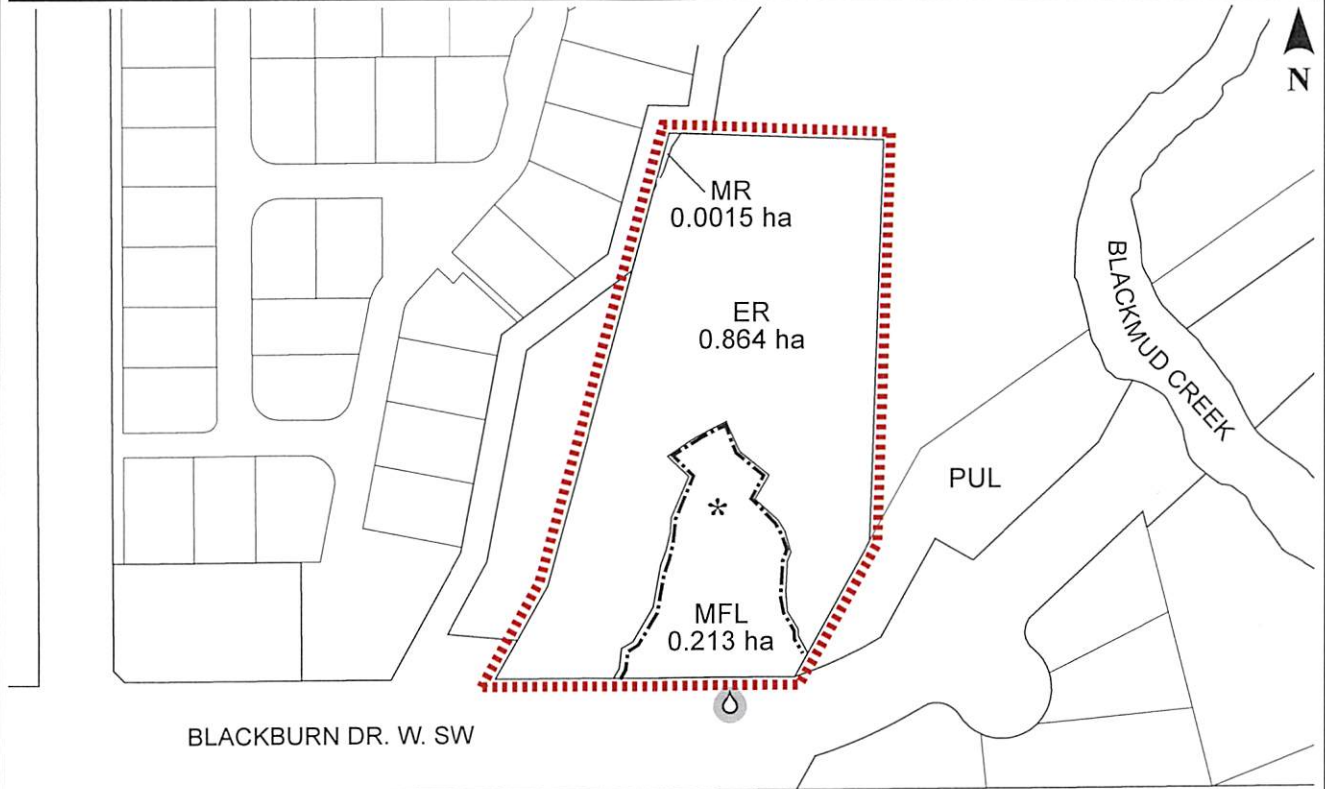 N
MR
0.0015 ha
ER
0.864 ha
BLACKMUD CREEK
PUL
*
MFL
0.213 ha
BLACKBURN DR. W. SW